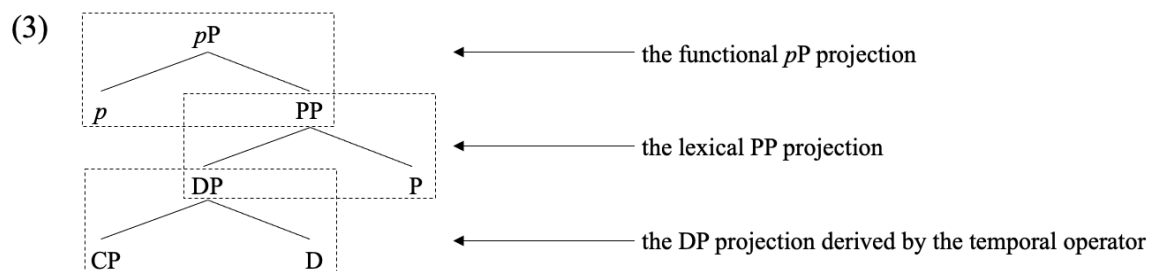 (3)
pP
the functional pP projection
p PP
the lexical PP projection
DP P
the DP projection derived by the temporal operator
CP D